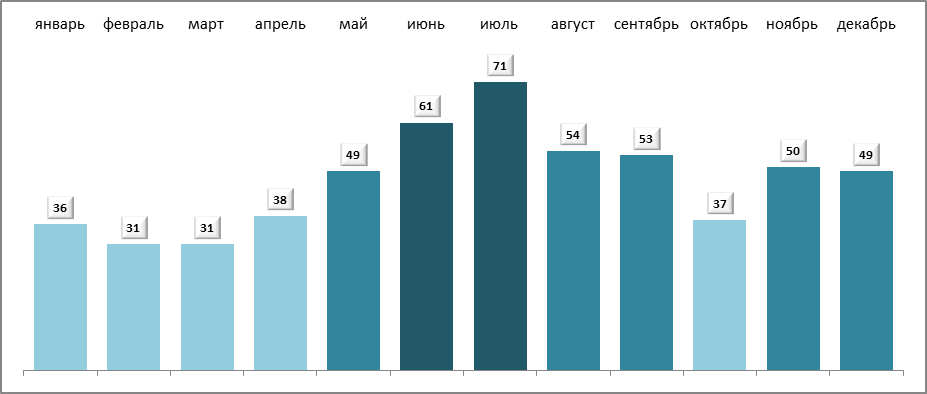 январь февраль март апрель май июнь июль август сентябрь октябрь ноябрь декабрь
36 31 31 38 49 61 71 54 53 37 50 49